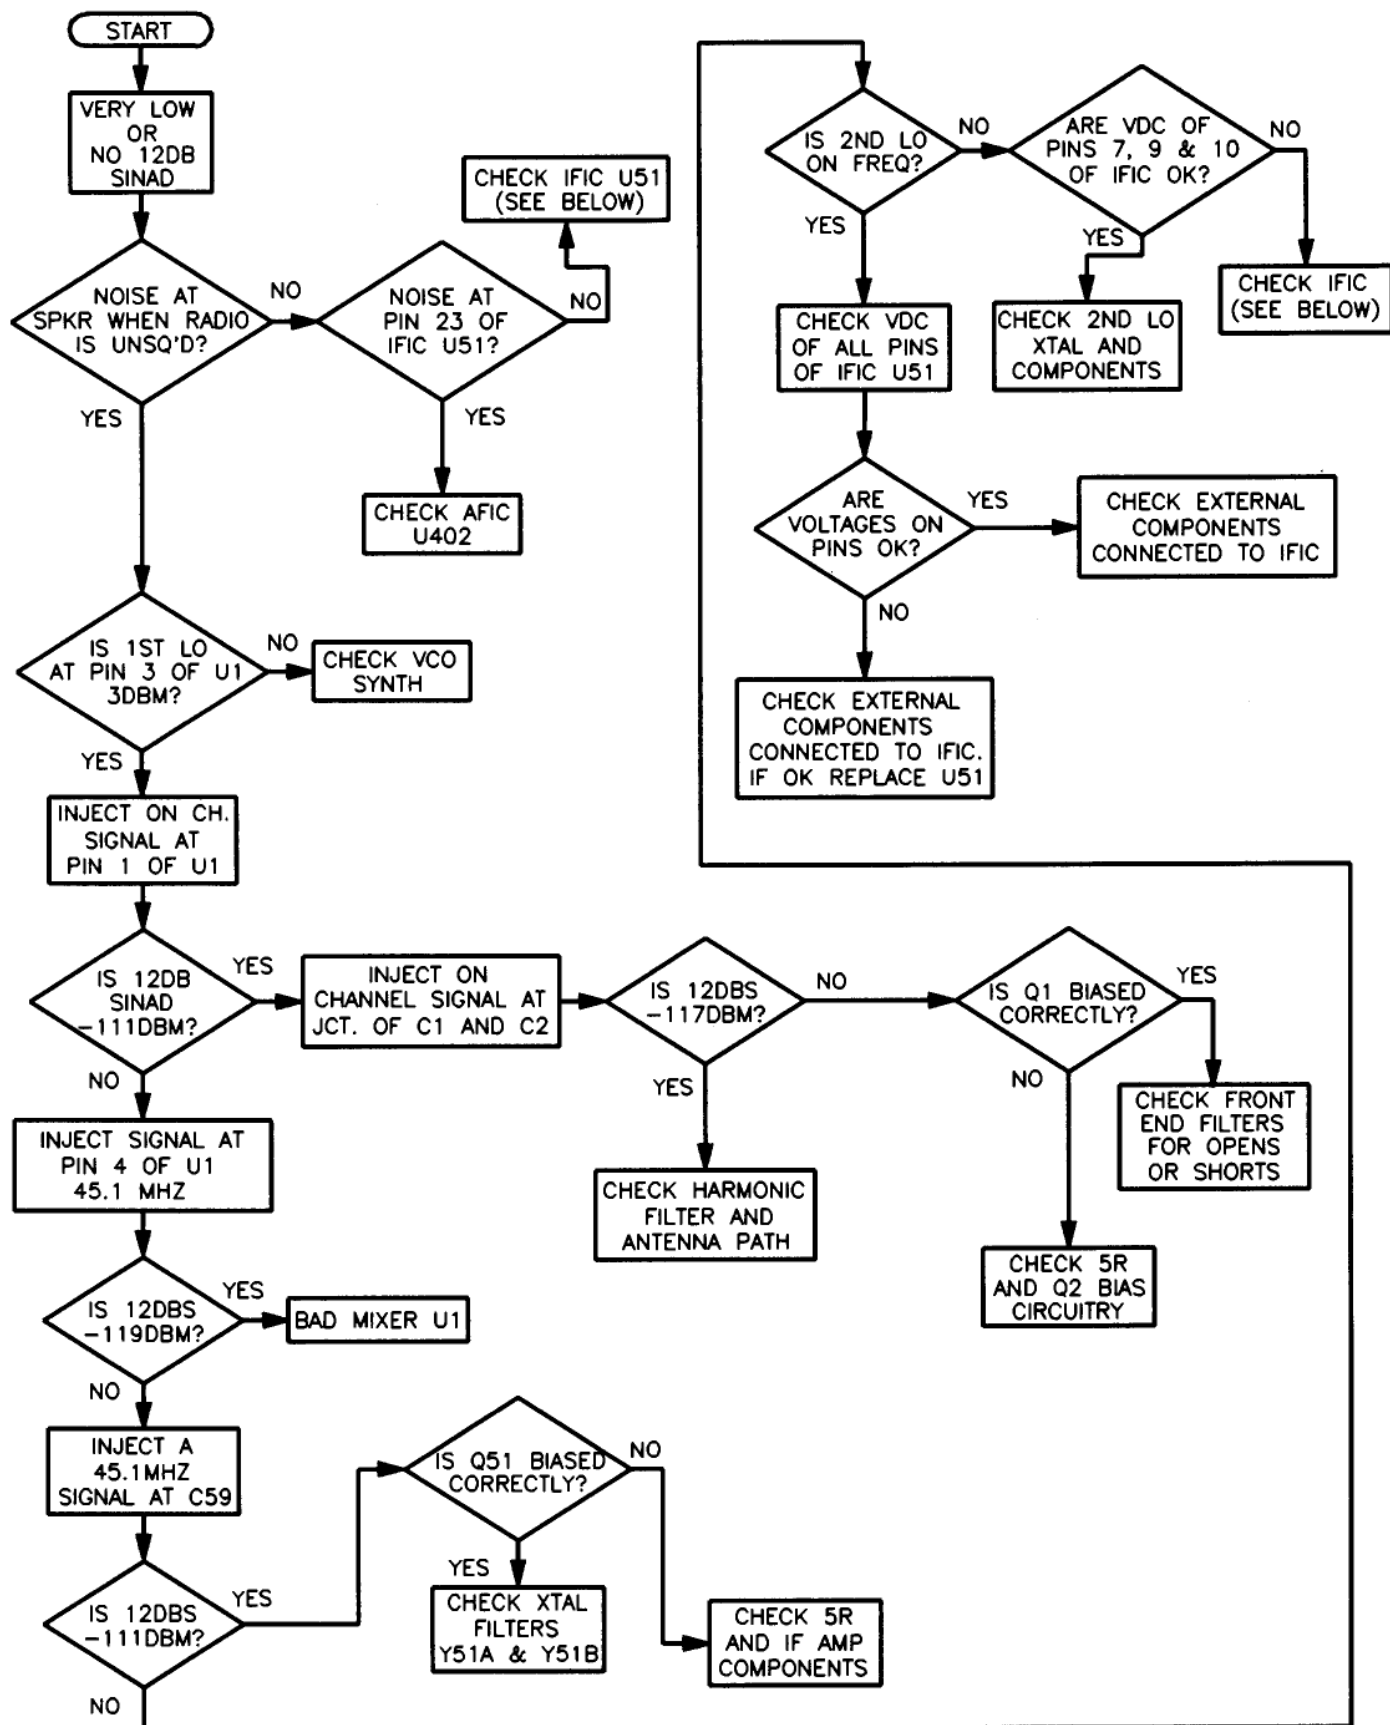 START
VERY LOW
OR
NO 12DB
SINAD
NOISE AT
SPKR WHEN RADIO
IS UNSQ'D?
NO
YES
NOISE AT
PIN 23 OF
IFIC U51?
NO
YES
CHECK IFIC U51
(SEE BELOW)
CHECK AFIC
U402
IS 1ST LO
AT PIN 3 OF U1
3DBM?
NO
YES
CHECK VCO
SYNTH
INJECT ON CH.
SIGNAL AT
PIN 1 OF U1
IS 12DB
SINAD
-111DBM?
YES
NO
INJECT ON
CHANNEL SIGNAL AT
JCT. OF C1 AND C2
IS 12DBS
-117DBM?
NO
YES
IS Q1 BIASED
CORRECTLY?
YES
NO
CHECK FRONT
END FILTERS
FOR OPENS
OR SHORTS
CHECK HARMONIC
FILTER AND
ANTENNA PATH
CHECK 5R
AND Q2 BIAS
CIRCUITRY
INJECT SIGNAL AT
PIN 4 OF U1
45.1 MHZ
IS 12DBS
-119DBM?
YES
NO
BAD MIXER U1
INJECT A
45.1MHZ
SIGNAL AT C59
IS 12DBS
-111DBM?
YES
NO
IS Q51 BIASED
CORRECTLY?
NO
YES
CHECK XTAL
FILTERS
Y51A & Y51B
CHECK 5R
AND IF AMP
COMPONENTS
IS 2ND LO
ON FREQ?
NO
YES
ARE VDC OF
PINS 7, 9 & 10
OF IFIC OK?
NO
YES
CHECK IFIC
(SEE BELOW)
CHECK 2ND LO
XTAL AND
COMPONENTS
CHECK VDC
OF ALL PINS
OF IFIC U51
ARE
VOLTAGES ON
PINS OK?
YES
NO
CHECK EXTERNAL
COMPONENTS
CONNECTED TO IFIC
CHECK EXTERNAL
COMPONENTS
CONNECTED TO IFIC.
IF OK REPLACE U51